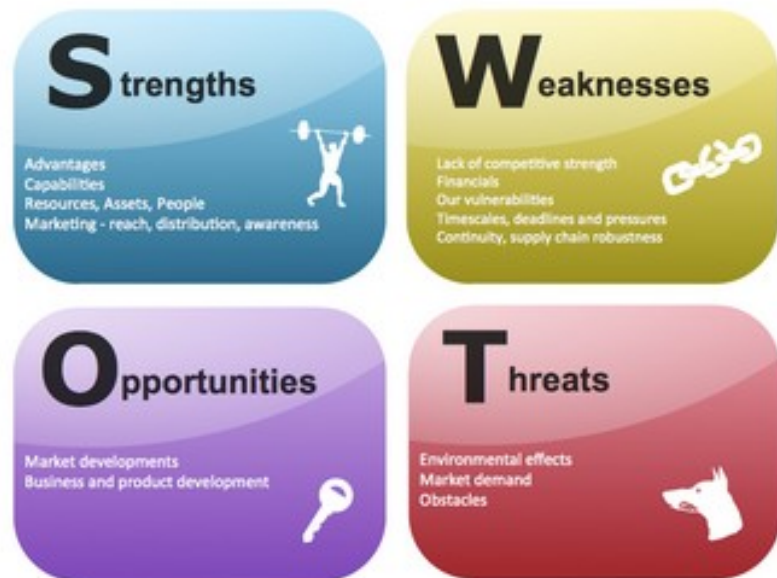 Strengths
Advantages
Capabilities
Resources, Assets, People
Marketing - reach, distribution, awareness
Weaknesses
Lack of competitive strength
Financials
Our vulnerabilities
Timescales, deadlines and pressures
Continuity, supply chain robustness
Opportunities
Market developments
Business and product development
Threats
Environmental effects
Market demand
Obstacles